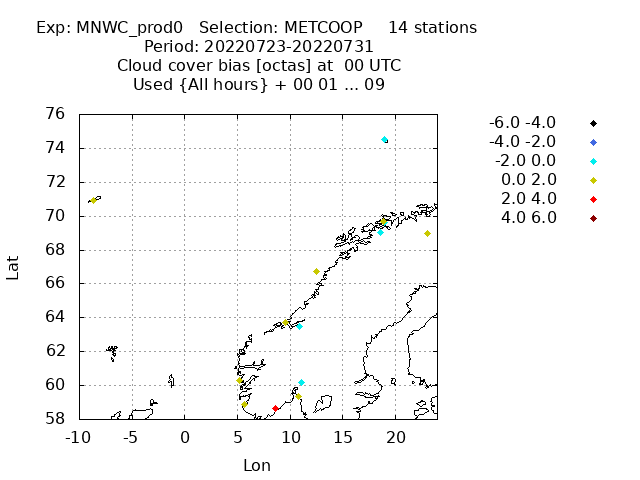 Exp: MNWC_prod0 Selection: METCOOP 14 stations
Period: 20220723-20220731
Cloud cover bias [octas] at 00 UTC
Used {All hours} + 00 01 ... 09
-6.0 -4.0
-4.0 -2.0
-2.0 0.0
0.0 2.0
2.0 4.0
4.0 6.0
Lat
76
74
72
70
68
66
64
62
60
58
-10 -5 0 5 10 15 20
Lon